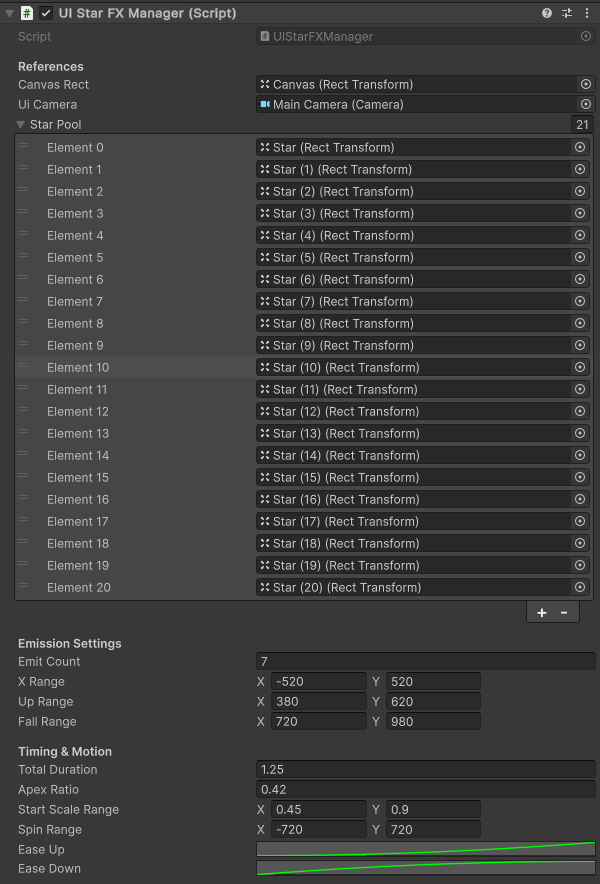 UI Star FX Manager (Script)
Script UIStarFXManager
References
Canvas Rect Canvas (Rect Transform)
Ui Camera Main Camera (Camera)
Star Pool 21
Element 0 Star (Rect Transform)
Element 1 Star (1) (Rect Transform)
Element 2 Star (2) (Rect Transform)
Element 3 Star (3) (Rect Transform)
Element 4 Star (4) (Rect Transform)
Element 5 Star (5) (Rect Transform)
Element 6 Star (6) (Rect Transform)
Element 7 Star (7) (Rect Transform)
Element 8 Star (8) (Rect Transform)
Element 9 Star (9) (Rect Transform)
Element 10 Star (10) (Rect Transform)
Element 11 Star (11) (Rect Transform)
Element 12 Star (12) (Rect Transform)
Element 13 Star (13) (Rect Transform)
Element 14 Star (14) (Rect Transform)
Element 15 Star (15) (Rect Transform)
Element 16 Star (16) (Rect Transform)
Element 17 Star (17) (Rect Transform)
Element 18 Star (18) (Rect Transform)
Element 19 Star (19) (Rect Transform)
Element 20 Star (20) (Rect Transform)
+ -
Emission Settings
Emit Count 7
X Range X -520 Y 520
Up Range X 380 Y 620
Fall Range X 720 Y 980
Timing & Motion
Total Duration 1.25
Apex Ratio 0.42
Start Scale Range X 0.45 Y 0.9
Spin Range X -720 Y 720
Ease Up
Ease Down